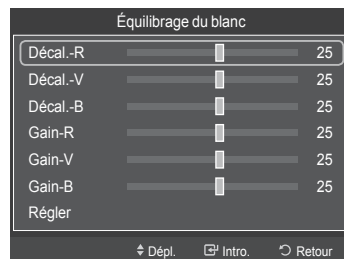 Équilibrage du blanc
Décal.-R 25
Décal.-V 25
Décal.-B 25
Gain-R 25
Gain-V 25
Gain-B 25
Régler
Dépl. Intro. Retour